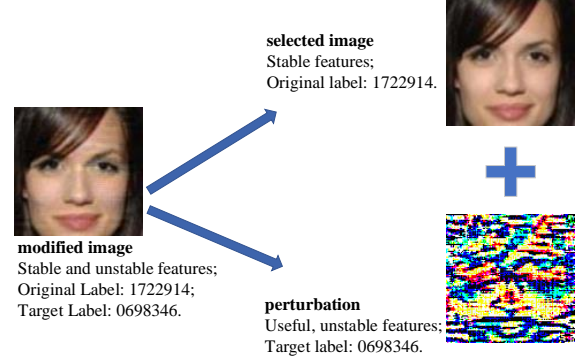 selected image
Stable features;
Original label: 1722914.
modified image
Stable and unstable features;
Original Label: 1722914;
Target Label: 0698346.
perturbation
Useful, unstable features;
Target label: 0698346.